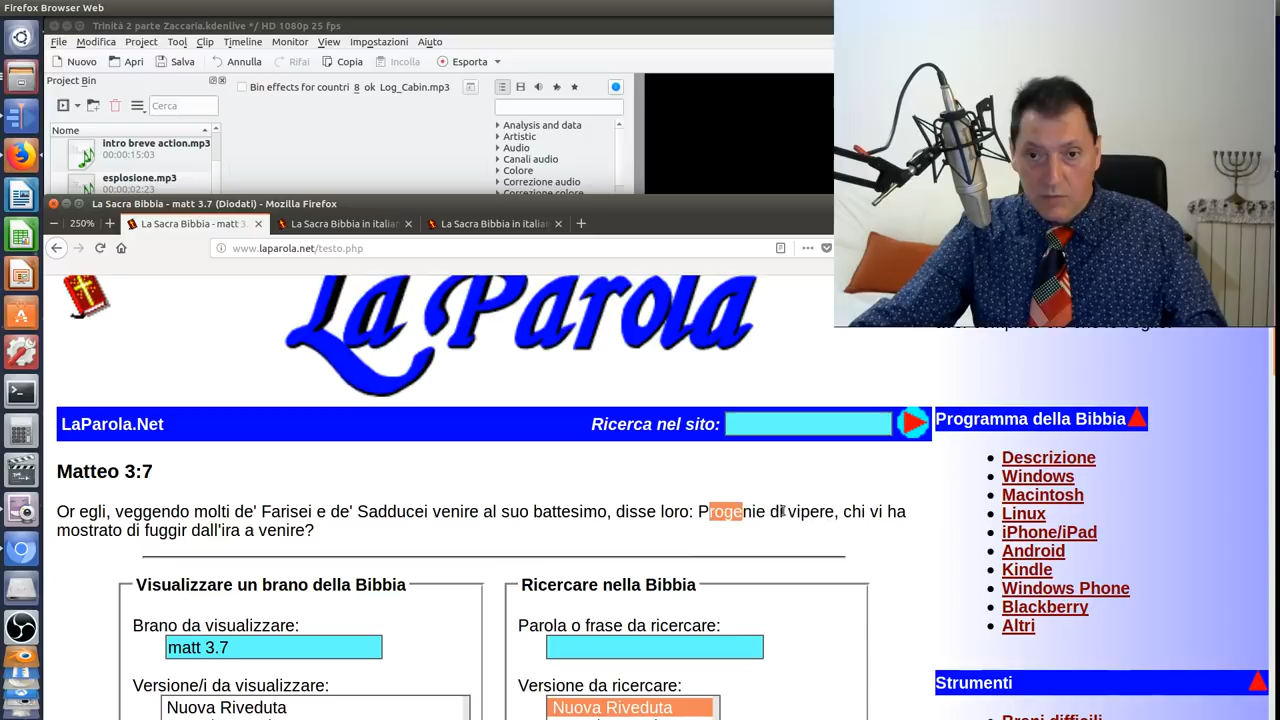 Firefox Browser Web
Trinità 2 parte Zaccaria.kdenlive */ HD 1080p 25 fps
File Modifica Project Tool Clip Timeline Monitor View Impostazioni Aiuto
Nuovo Apri Salva Annulla Rifai Copia Incolla Esporta
Project Bin
Bin effects for countri 8 ok Log_Cabin.mp3
Cerca
Nome
intro breve action.mp3
00:00:15:03
esplosione.mp3
00:00:02:23
Analysis and data
Artistic
Audio
Canali audio
Colore
Correzione audio
Correzione colore
La Sacra Bibbia - matt 3.7 (Diodati) - Mozilla Firefox
250%
La Sacra Bibbia - matt 3.
La Sacra Bibbia in italian
La Sacra Bibbia in italian
www.laparola.net/testo.php
La Parola
LaParola.Net
Ricerca nel sito:
Matteo 3:7
Or egli, veggendo molti de' Farisei e de' Sadducei venire al suo battesimo, disse loro: Progenie di vipere, chi vi ha
mostrato di fuggir dall'ira a venire?
Visualizzare un brano della Bibbia
Brano da visualizzare:
matt 3.7
Versione/i da visualizzare:
Nuova Riveduta
Ricercare nella Bibbia
Parola o frase da ricercare:
Versione da ricercare:
Nuova Riveduta
Programma della Bibbia
Descrizione
Windows
Macintosh
Linux
iPhone/iPad
Android
Kindle
Windows Phone
Blackberry
Altri
Strumenti
Brani difficili